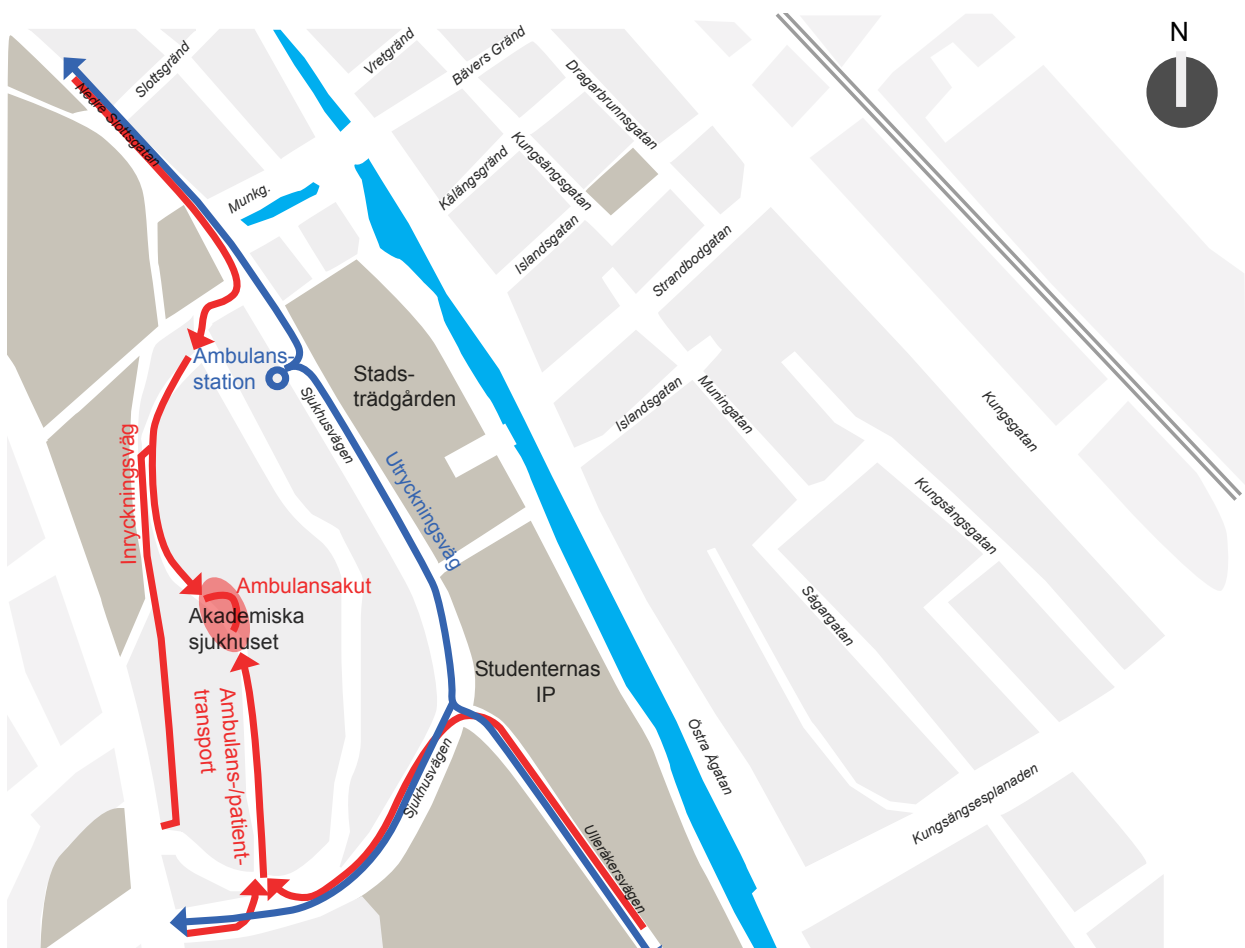 N
Slottsgränd
Vretgränd
Bävers Gränd
Dragarbrunnsgatan
Nedre Slottsgatan
Munkg.
Kålängsgränd
Kungsängsgatan
Islandsgatan
Strandbodgatan
Ambulans-
station
Stads-
trädgården
Sjukhusvägen
Islandsgatan
Muningatan
Kungsgatan
Inryckningsväg
Utryckningsväg
Kungsängsgatan
Ambulansakut
Akademiska
sjukhuset
Sågargatan
Studenternas
IP
Ambulans-/patient-
transport
Sjukhusvägen
Östra Ågatan
Ulleråkersvägen
Kungsängsesplanaden